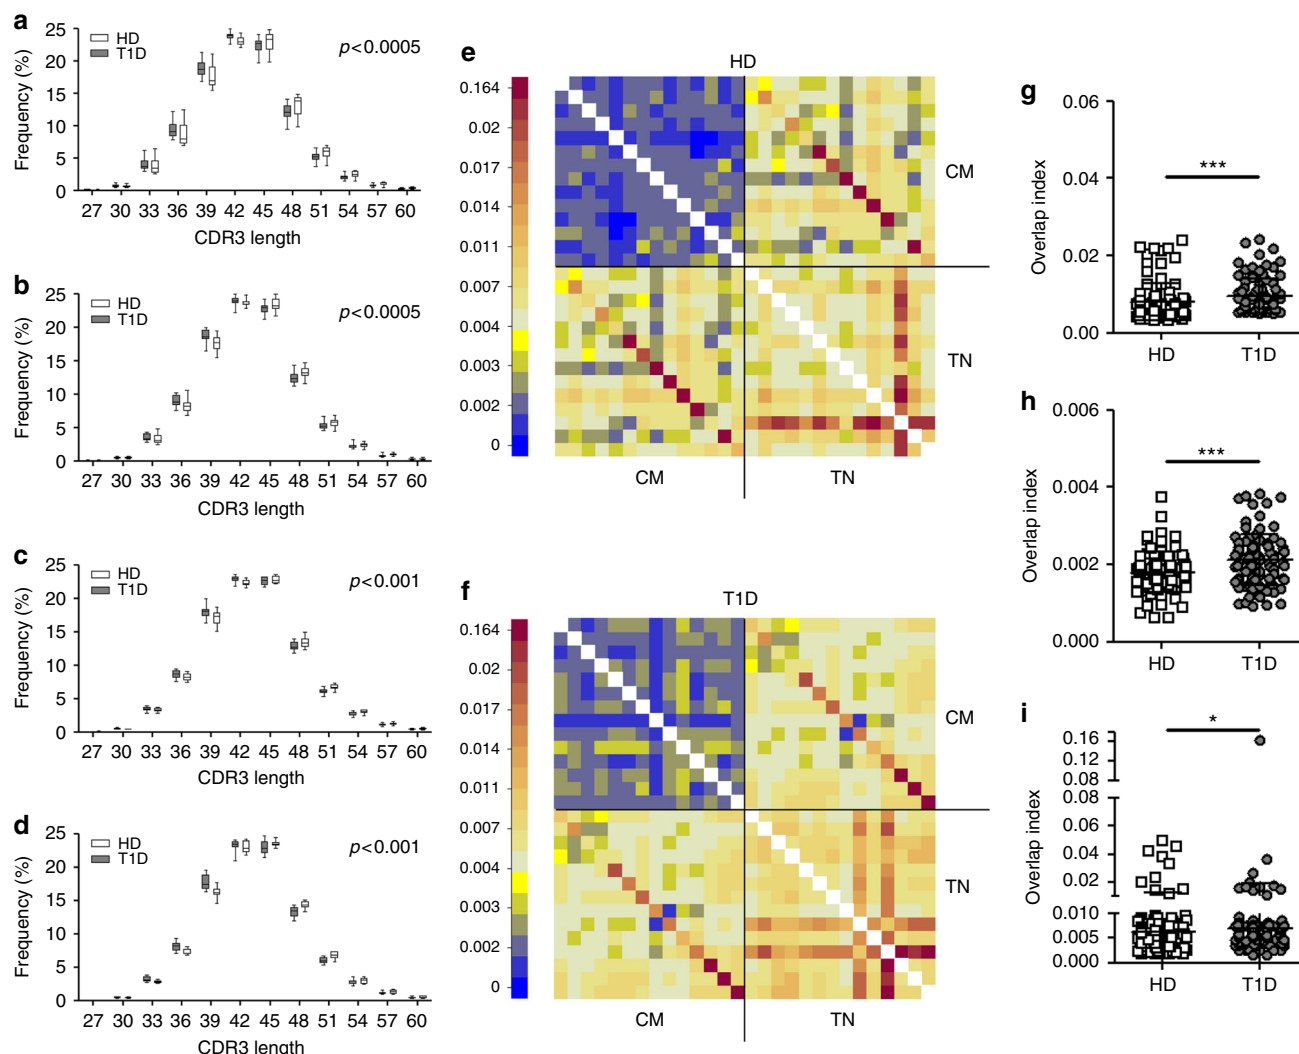 a
25
20
15
10
5
0
Frequency (%)
HD
T1D
p<0.0005
27 30 33 36 39 42 45 48 51 54 57 60
CDR3 length
b
25
20
15
10
5
0
Frequency (%)
HD
T1D
p<0.0005
27 30 33 36 39 42 45 48 51 54 57 60
CDR3 length
c
25
20
15
10
5
0
Frequency (%)
HD
T1D
p<0.001
27 30 33 36 39 42 45 48 51 54 57 60
CDR3 length
d
25
20
15
10
5
0
Frequency (%)
HD
T1D
p<0.001
27 30 33 36 39 42 45 48 51 54 57 60
CDR3 length
e
HD
0.164
0.02
0.017
0.014
0.011
0.007
0.004
0.003
0.002
0
CM
TN
CM TN
f
T1D
0.164
0.02
0.017
0.014
0.011
0.007
0.004
0.003
0.002
0
CM
TN
CM TN
g
0.06
0.04
0.02
0.00
Overlap index
***
HD T1D
h
0.006
0.004
0.002
0.000
Overlap index
***
HD T1D
i
0.16
0.12
0.08
0.08
0.04
0.02
0.010
0.005
0.000
Overlap index
*
HD T1D